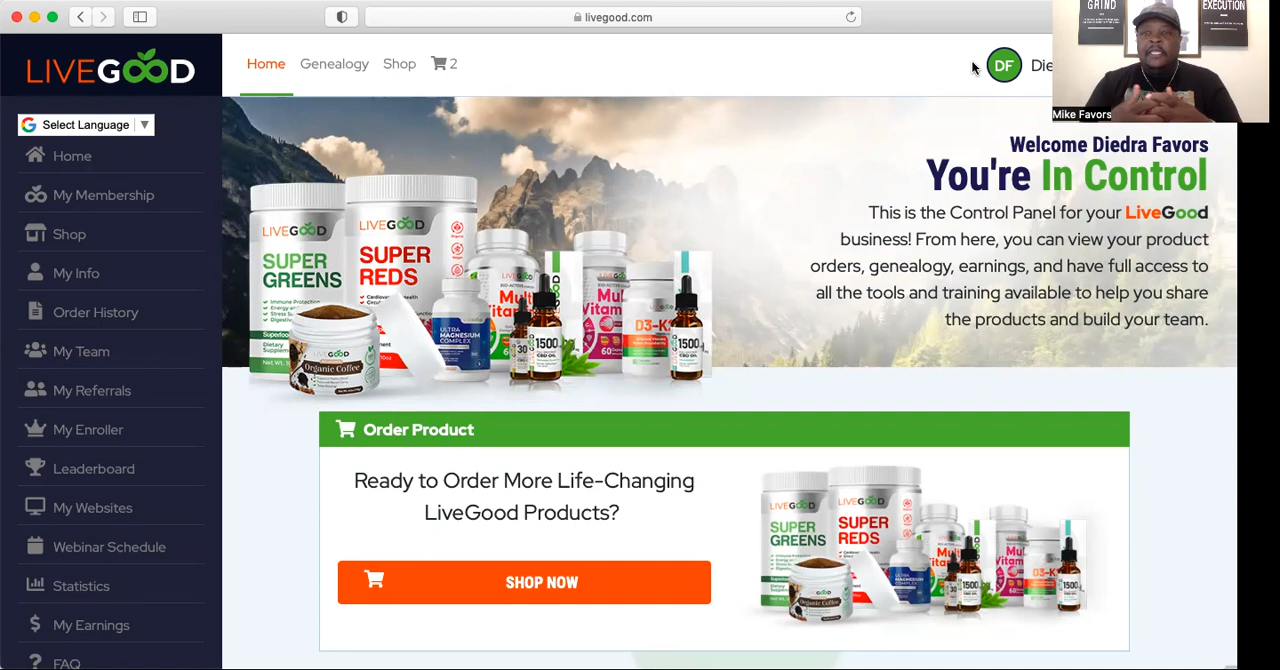 livegood.com
GRIND
EXECUTION
LIVEGOOD
Home
Genealogy
Shop
2
DF
Die
Mike Favors
Select Language ▼
Home
My Membership
Shop
My Info
Order History
My Team
My Referrals
My Enroller
Leaderboard
My Websites
Webinar Schedule
Statistics
My Earnings
FAQ
Welcome Diedra Favors
You're In Control
This is the Control Panel for your LiveGood
business! From here, you can view your product
orders, genealogy, earnings, and have full access to
all the tools and training available to help you share
the products and build your team.
LIVEGOOD
SUPER
GREENS
LIVEGOOD
SUPER
REDS
ULTRA
MAGNESIUM
COMPLEX
1500
D3-K
1500
LIVEGOOD
Organic Coffee
Order Product
Ready to Order More Life-Changing
LiveGood Products?
SHOP NOW
LIVEGOOD
SUPER
GREENS
LIVEGOOD
SUPER
REDS
1500
D3-K
1500
Organic Coffee